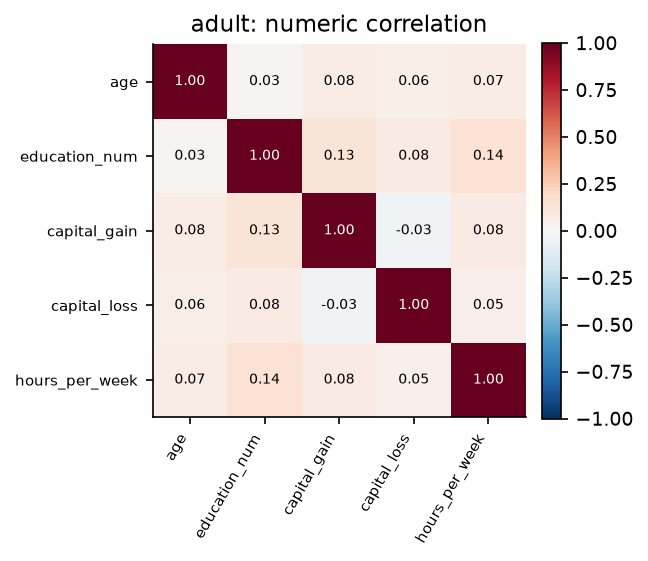 adult: numeric correlation
age 1.00 0.03 0.08 0.06 0.07
education_num 0.03 1.00 0.13 0.08 0.14
capital_gain 0.08 0.13 1.00 -0.03 0.08
capital_loss 0.06 0.08 -0.03 1.00 0.05
hours_per_week 0.07 0.14 0.08 0.05 1.00
age education_num capital_gain capital_loss hours_per_week
1.00
0.75
0.50
0.25
0.00
−0.25
−0.50
−0.75
−1.00